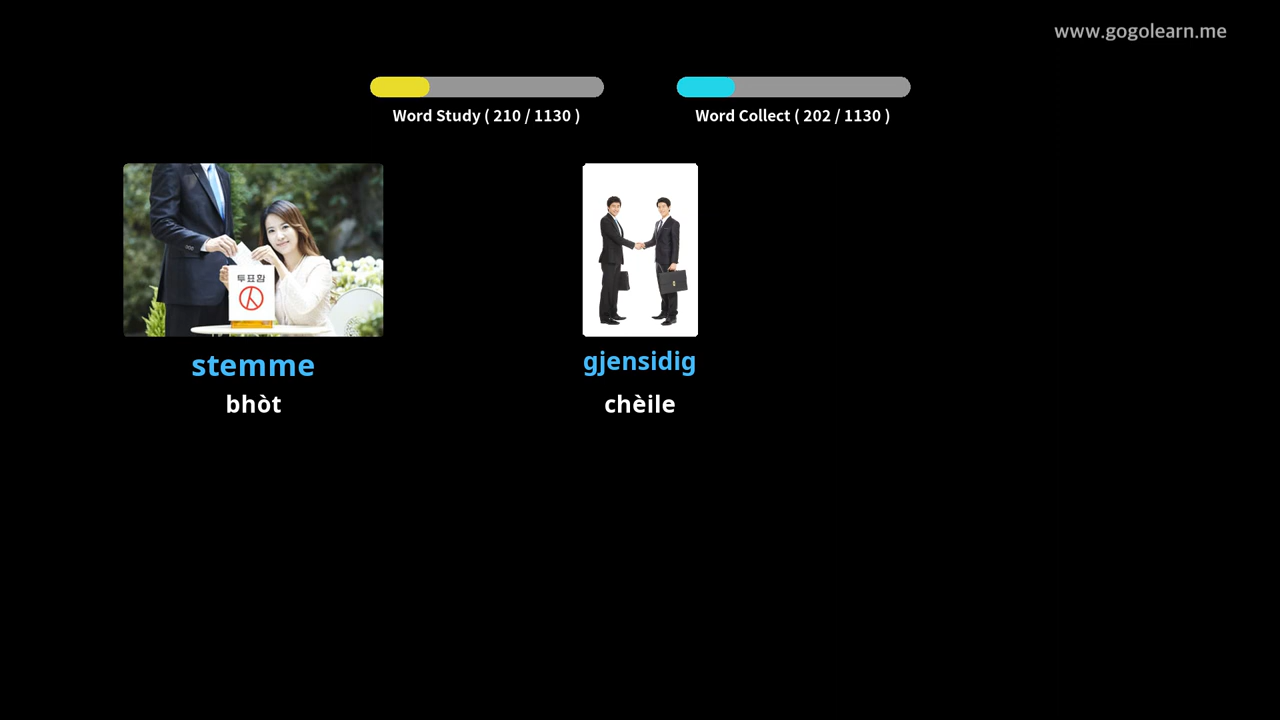 www.gogolearn.me
Word Study ( 210 / 1130 )
Word Collect ( 202 / 1130 )
투표함
stemme
bhòt
gjensidig
chèile